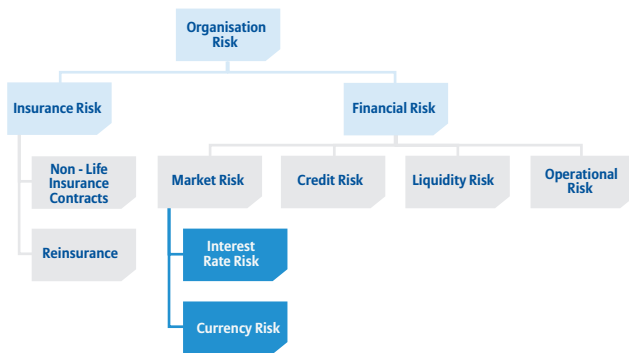 Organisation
Risk
Insurance Risk
Financial Risk
Non - Life
Insurance
Contracts
Market Risk
Credit Risk
Liquidity Risk
Operational
Risk
Reinsurance
Interest
Rate Risk
Currency Risk